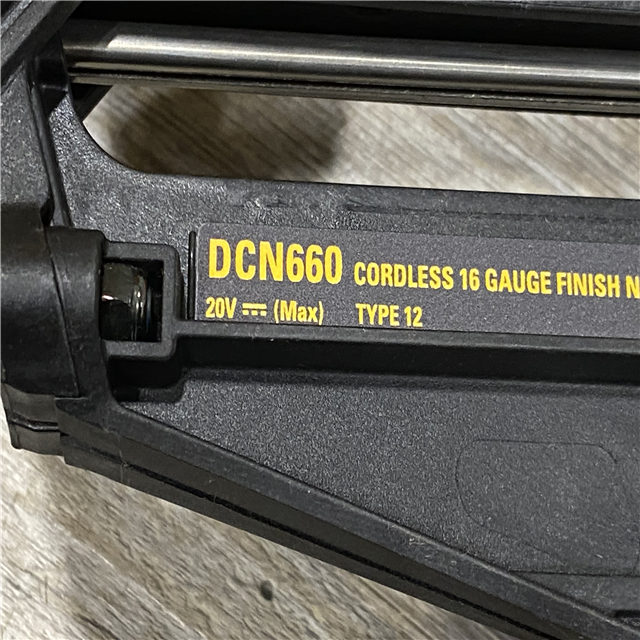 DCN660 CORDLESS 16 GAUGE FINISH N
20V ⎓ (Max) TYPE 12